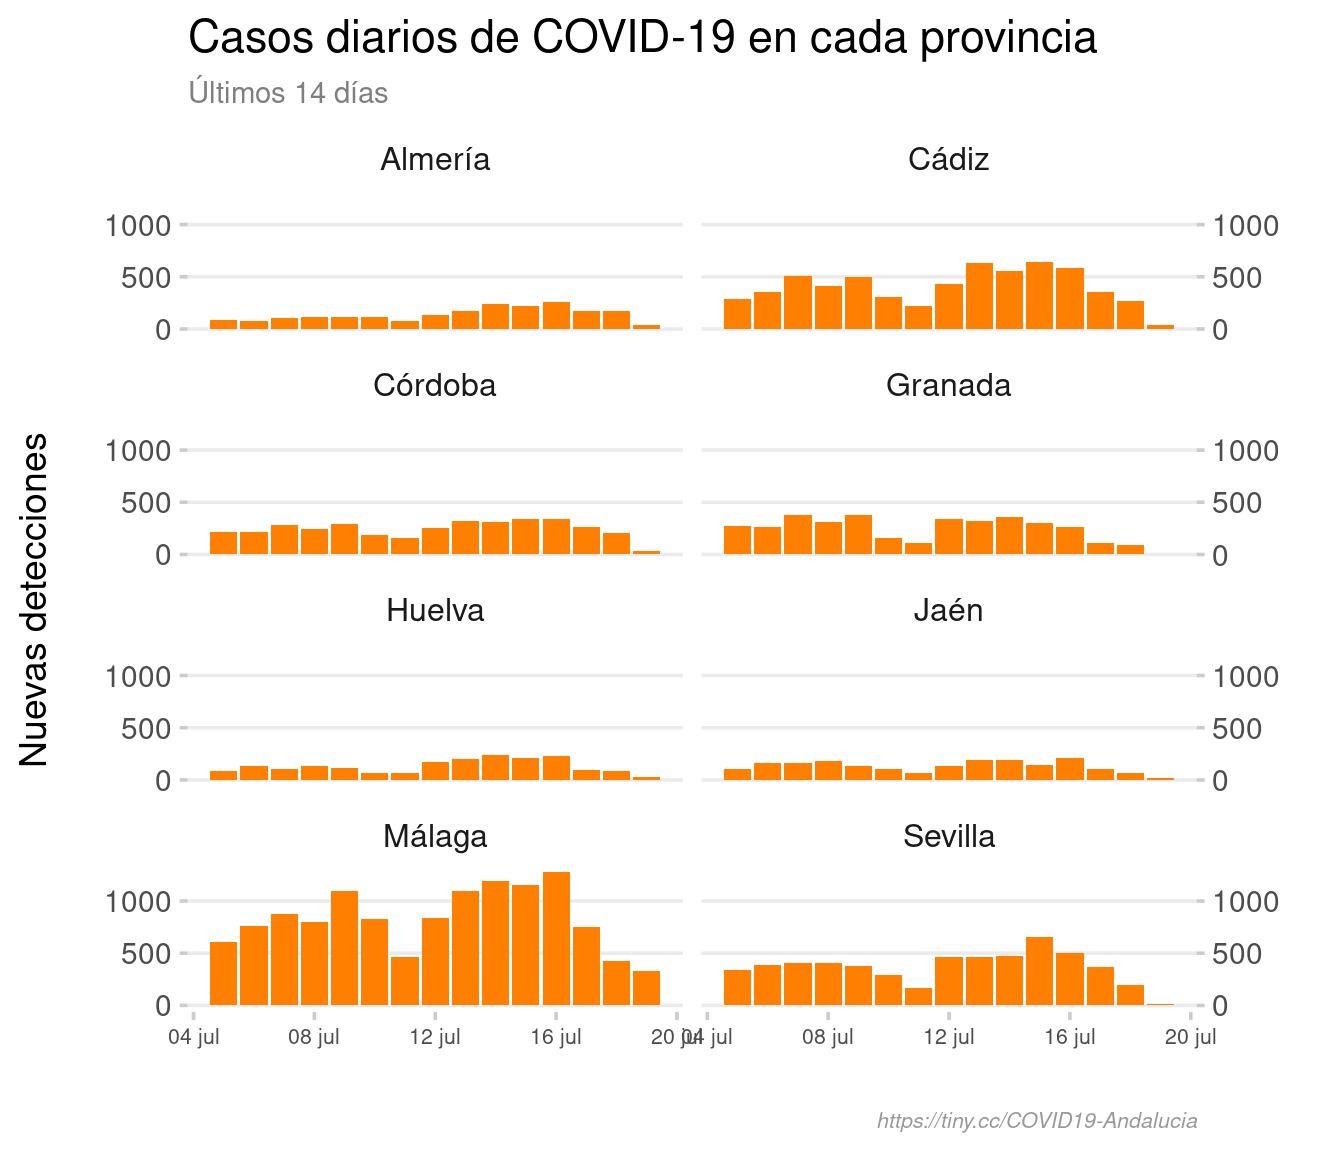 Casos diarios de COVID-19 en cada provincia
Últimos 14 días
Nuevas detecciones
Almería
Cádiz
1000
500
0
1000
500
0
Córdoba
Granada
1000
500
0
1000
500
0
Huelva
Jaén
1000
500
0
1000
500
0
Málaga
Sevilla
1000
500
0
1000
500
0
04 jul 08 jul 12 jul 16 jul 20 jul
04 jul 08 jul 12 jul 16 jul 20 jul
https://tiny.cc/COVID19-Andalucia